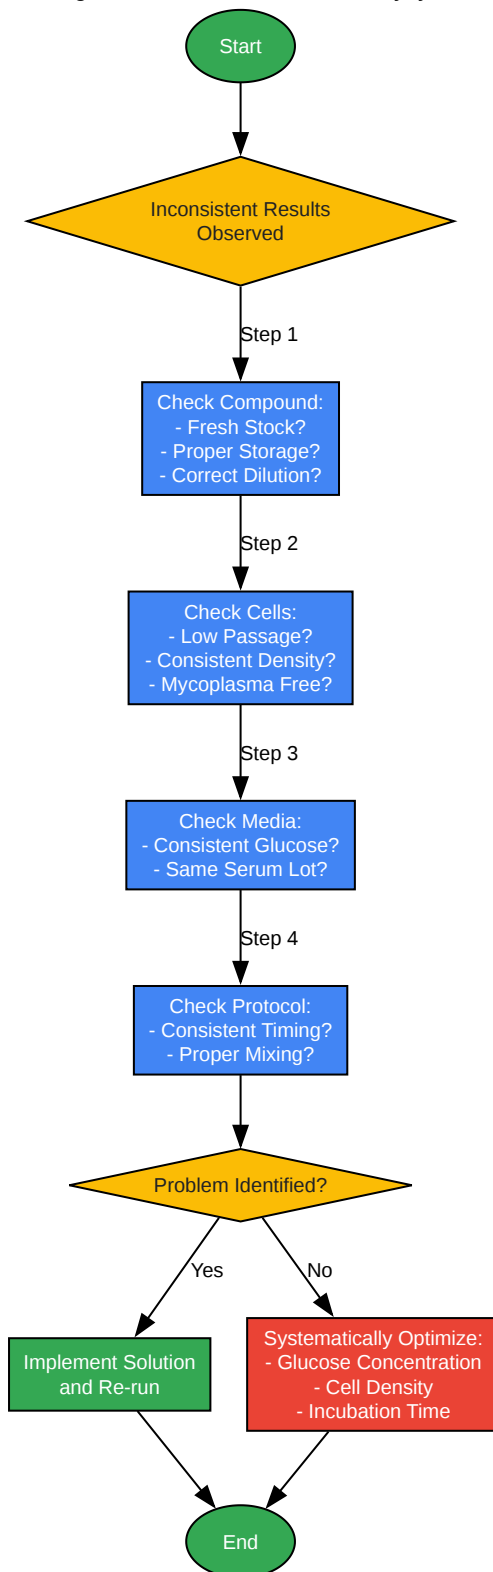 Start
Inconsistent Results
Observed
Step 1
Check Compound:
- Fresh Stock?
- Proper Storage?
- Correct Dilution?
Step 2
Check Cells:
- Low Passage?
- Consistent Density?
- Mycoplasma Free?
Step 3
Check Media:
- Consistent Glucose?
- Same Serum Lot?
Step 4
Check Protocol:
- Consistent Timing?
- Proper Mixing?
Problem Identified?
Yes
No
Implement Solution
and Re-run
Systematically Optimize:
- Glucose Concentration
- Cell Density
- Incubation Time
End